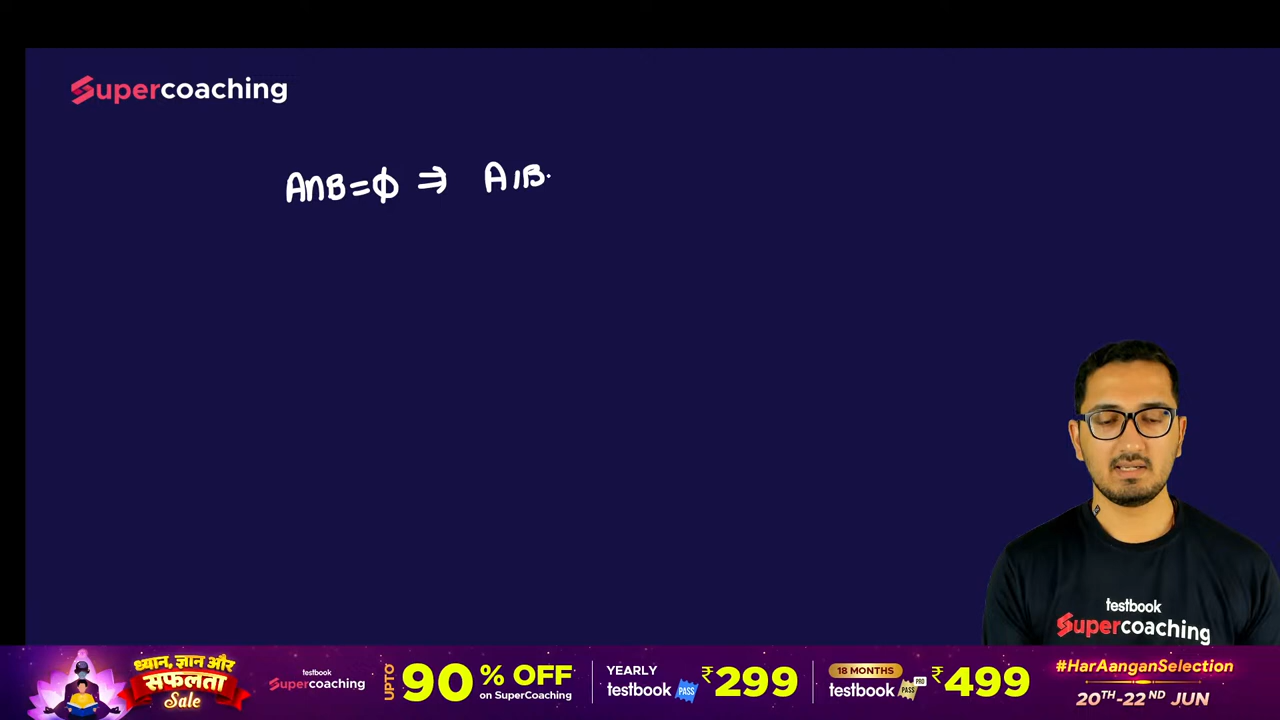 Supercoaching
A∩B=ϕ ⇒ A,B.
testbook
Supercoaching
ध्यान, ज्ञान और
सफलता
Sale
testbook
Supercoaching
UPTO 90% OFF
on SuperCoaching
YEARLY
testbook PASS ₹299
18 MONTHS
testbook PASS PRO ₹499
#HarAanganSelection
20TH-22ND JUN